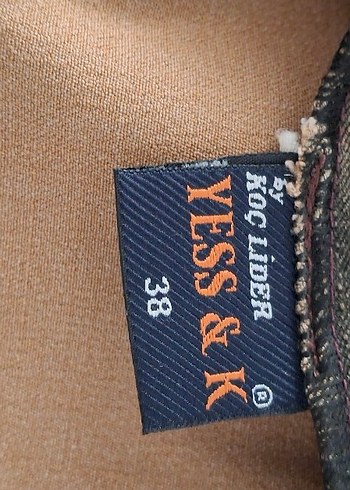 by
KOÇ LİDER
YESS & K®
38